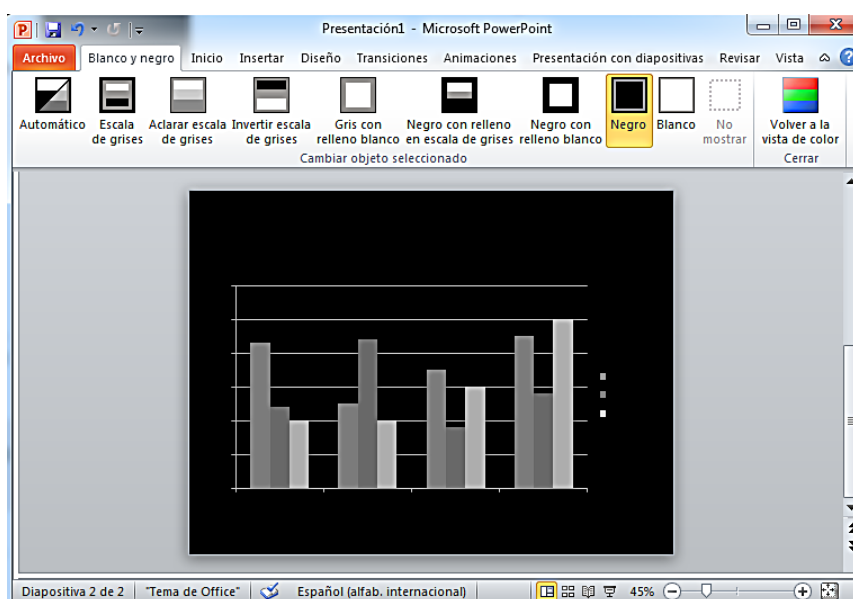 Presentación1 - Microsoft PowerPoint
Archivo Blanco y negro Inicio Insertar Diseño Transiciones Animaciones Presentación con diapositivas Revisar Vista
Automático Escala de grises Aclarar escala de grises Invertir escala de grises Gris con relleno blanco Negro con relleno en escala de grises Negro con relleno blanco Negro Blanco No mostrar Volver a la vista de color
Cambiar objeto seleccionado Cerrar
Diapositiva 2 de 2 "Tema de Office" Español (alfab. internacional) 45%